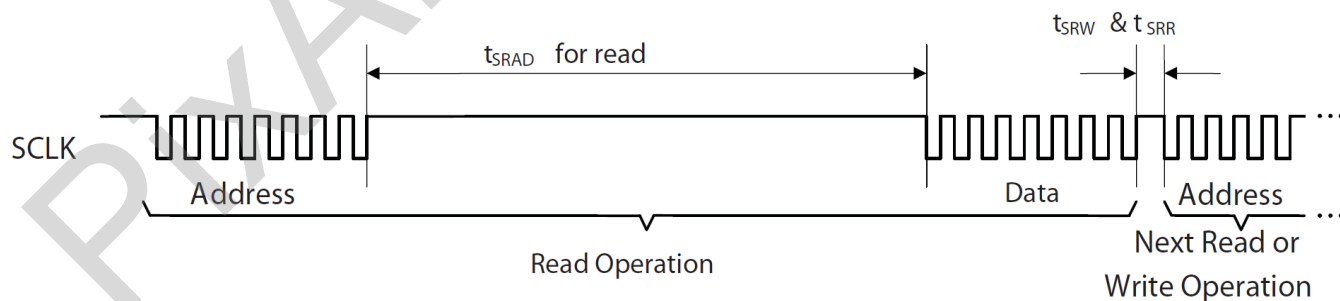 tSRW & tSRR
tSRAD for read
SCLK
Address
Data
Address
Read Operation
Next Read or
Write Operation